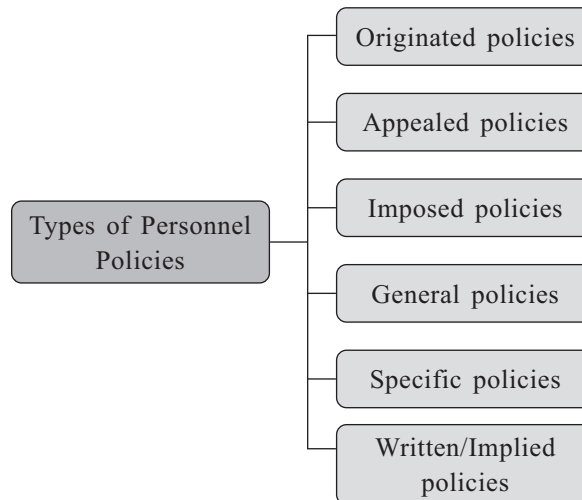 Originated policies
Appealed policies
Types of Personnel
Policies
Imposed policies
General policies
Specific policies
Written/Implied
policies